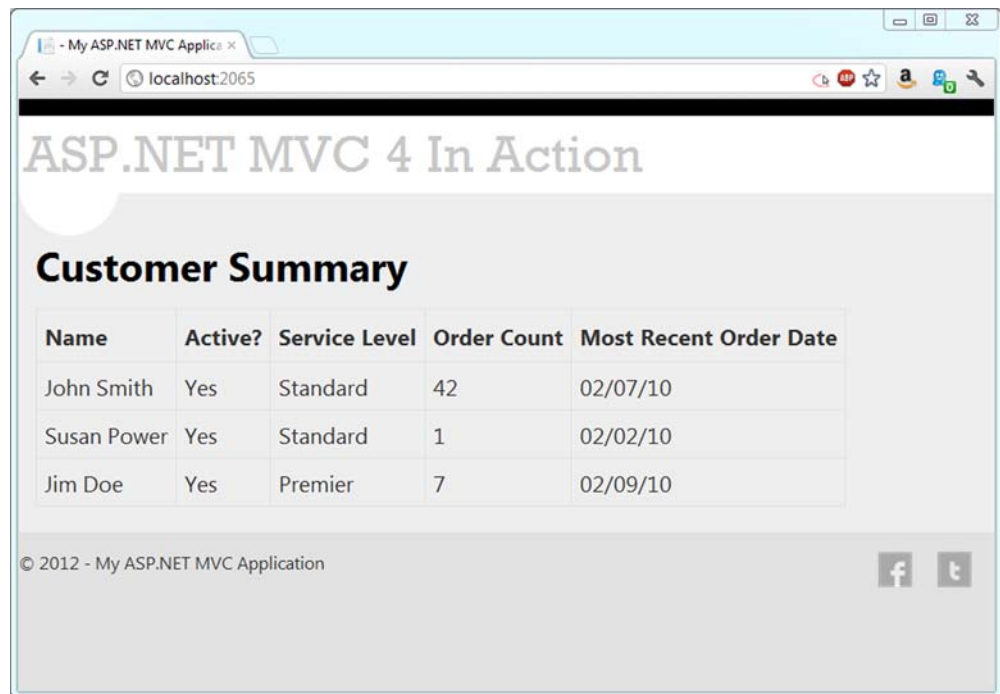 - My ASP.NET MVC Applica ×
localhost:2065
ABP
a
0
ASP.NET MVC 4 In Action
Customer Summary
Name Active? Service Level Order Count Most Recent Order Date
John Smith Yes Standard 42 02/07/10
Susan Power Yes Standard 1 02/02/10
Jim Doe Yes Premier 7 02/09/10
© 2012 - My ASP.NET MVC Application
f t